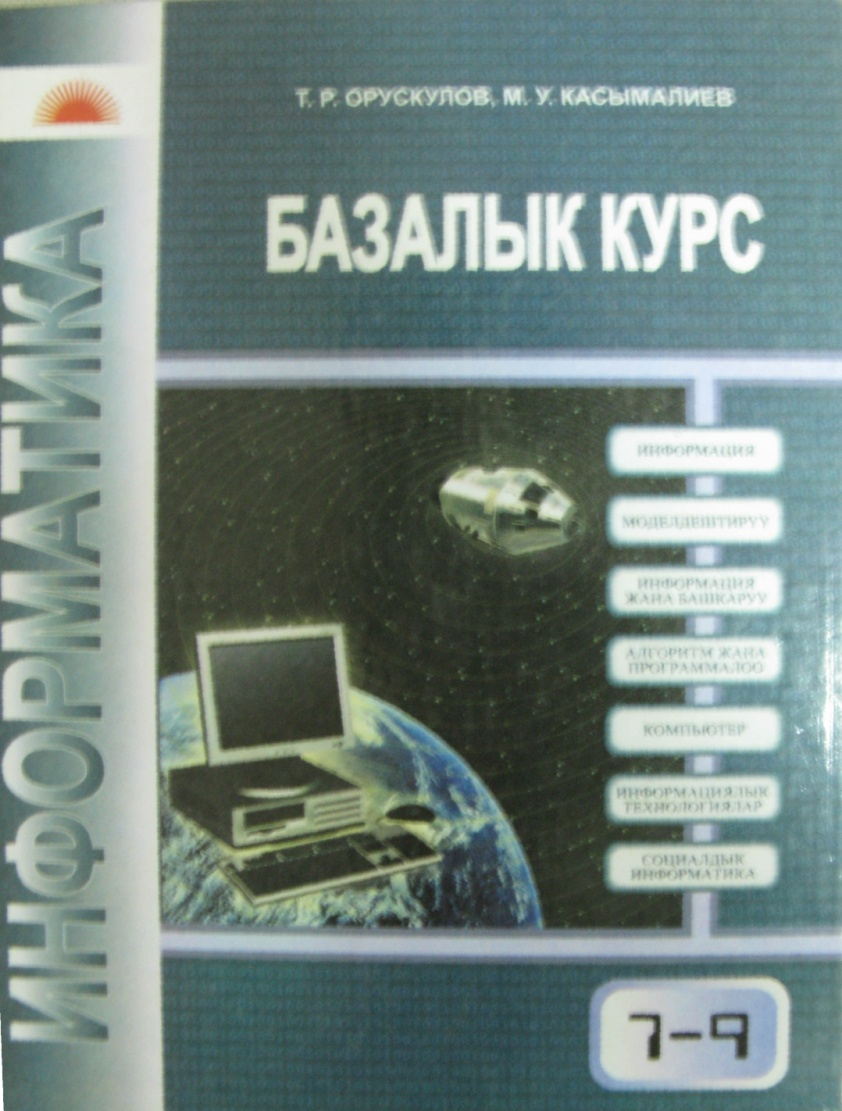 Т. Р. ОРУСКУЛОВ, М. У. КАСЫМАЛИЕВ
БАЗАЛЫК КУРС
ИНФОРМАТИКА
ИНФОРМАЦИЯ
МОДЕЛДЕШТИРҮҮ
ИНФОРМАЦИЯ
ЖАНА БАШКАРУУ
АЛГОРИТМ ЖАНА
ПРОГРАММАЛОО
КОМПЬЮТЕР
ИНФОРМАЦИЯЛЫК
ТЕХНОЛОГИЯЛАР
СОЦИАЛДЫК
ИНФОРМАТИКА
7-9